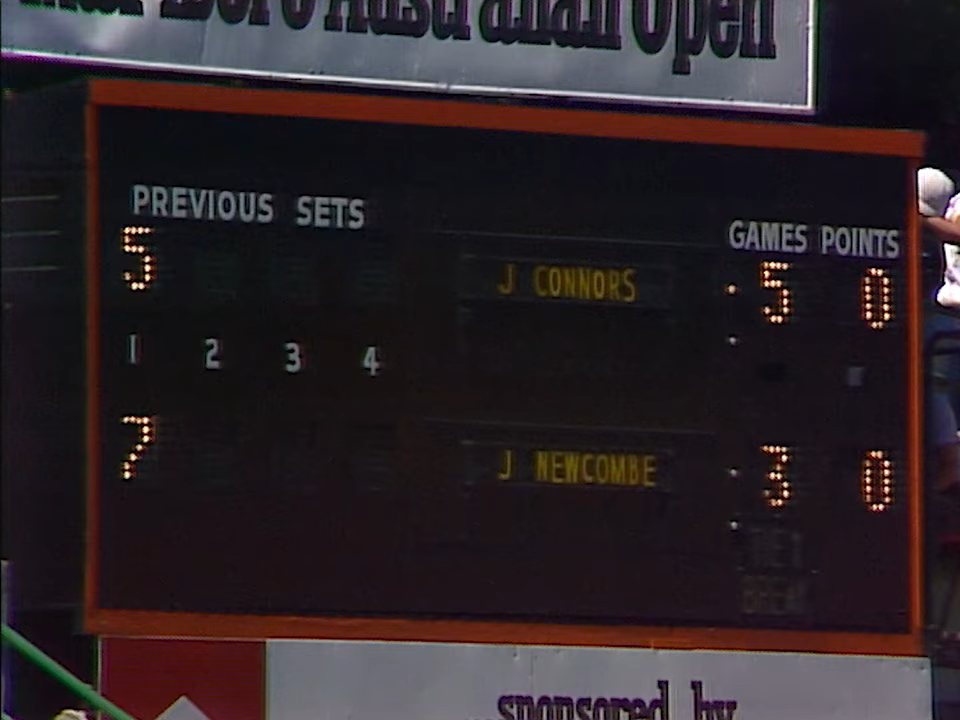 Australian Open
PREVIOUS SETS
GAMES POINTS
5 J CONNORS 5 0
1 2 3 4
7 J NEWCOMBE 3 0
sponsored by